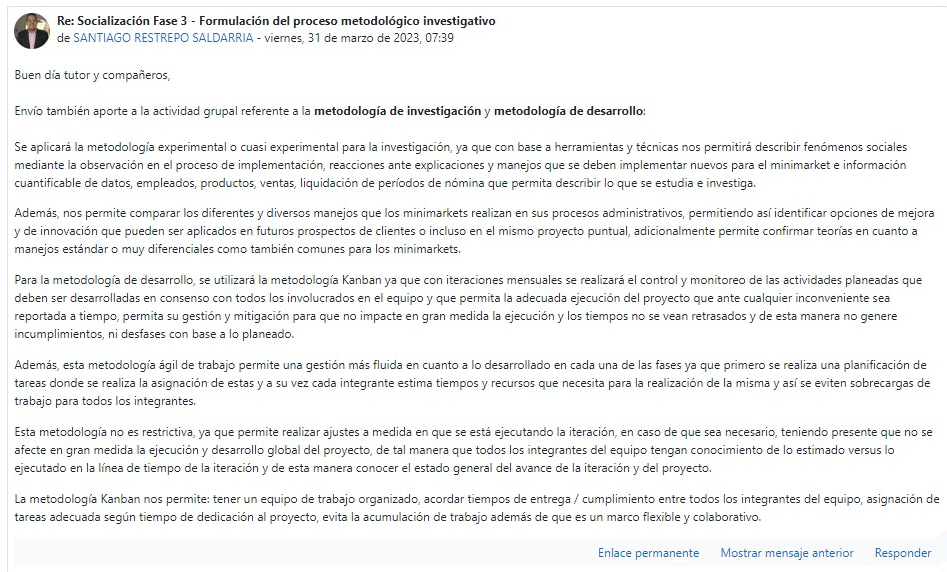 Re: Socialización Fase 3 - Formulación del proceso metodológico investigativo
de SANTIAGO RESTREPO SALDARRIA - viernes, 31 de marzo de 2023, 07:39
Buen día tutor y compañeros,
Envío también aporte a la actividad grupal referente a la metodología de investigación y metodología de desarrollo:
Se aplicará la metodología experimental o cuasi experimental para la investigación, ya que con base a herramientas y técnicas nos permitirá describir fenómenos sociales
mediante la observación en el proceso de implementación, reacciones ante explicaciones y manejos que se deben implementar nuevos para el minimarket e información
cuantificable de datos, empleados, productos, ventas, liquidación de períodos de nómina que permita describir lo que se estudia e investiga.
Además, nos permite comparar los diferentes y diversos manejos que los minimarkets realizan en sus procesos administrativos, permitiendo así identificar opciones de mejora
y de innovación que pueden ser aplicados en futuros prospectos de clientes o incluso en el mismo proyecto puntual, adicionalmente permite confirmar teorías en cuanto a
manejos estándar o muy diferenciales como también comunes para los minimarkets.
Para la metodología de desarrollo, se utilizará la metodología Kanban ya que con iteraciones mensuales se realizará el control y monitoreo de las actividades planeadas que
deben ser desarrolladas en consenso con todos los involucrados en el equipo y que permita la adecuada ejecución del proyecto que ante cualquier inconveniente sea
reportada a tiempo, permita su gestión y mitigación para que no impacte en gran medida la ejecución y los tiempos no se vean retrasados y de esta manera no genere
incumplimientos, ni desfases con base a lo planeado.
Además, esta metodología ágil de trabajo permite una gestión más fluida en cuanto a lo desarrollado en cada una de las fases ya que primero se realiza una planificación de
tareas donde se realiza la asignación de estas y a su vez cada integrante estima tiempos y recursos que necesita para la realización de la misma y así se eviten sobrecargas de
trabajo para todos los integrantes.
Esta metodología no es restrictiva, ya que permite realizar ajustes a medida en que se está ejecutando la iteración, en caso de que sea necesario, teniendo presente que no se
afecte en gran medida la ejecución y desarrollo global del proyecto, de tal manera que todos los integrantes del equipo tengan conocimiento de lo estimado versus lo
ejecutado en la línea de tiempo de la iteración y de esta manera conocer el estado general del avance de la iteración y del proyecto.
La metodología Kanban nos permite: tener un equipo de trabajo organizado, acordar tiempos de entrega / cumplimiento entre todos los integrantes del equipo, asignación de
tareas adecuada según tiempo de dedicación al proyecto, evita la acumulación de trabajo además de que es un marco flexible y colaborativo.
Enlace permanente Mostrar mensaje anterior Responder